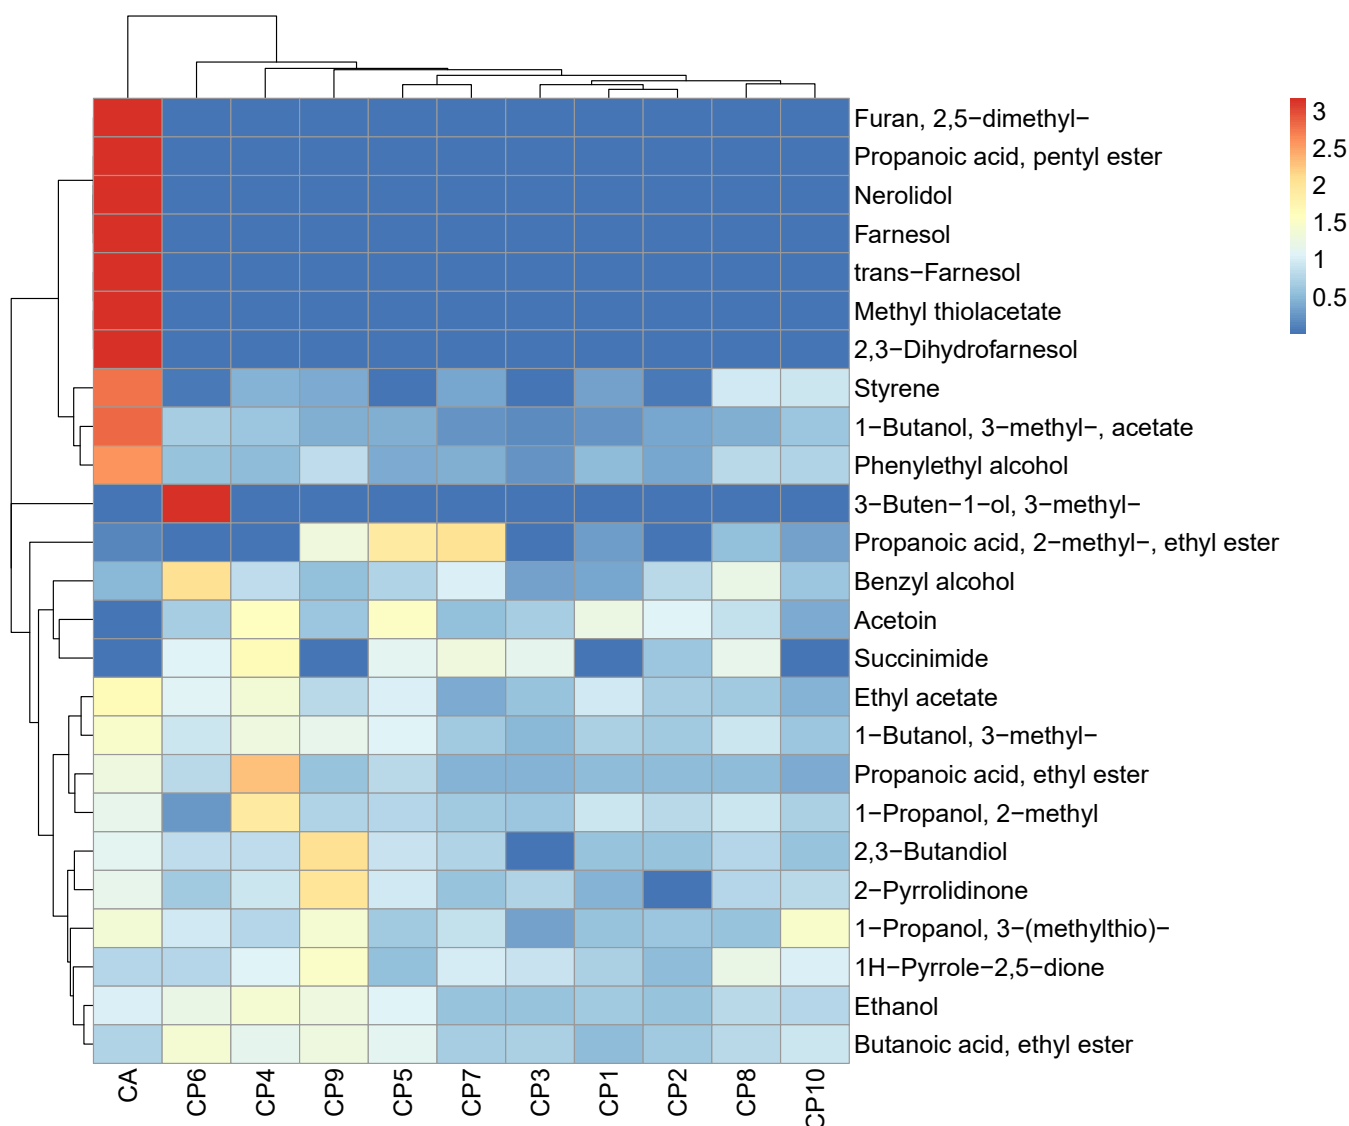 Furan, 2,5−dimethyl−
Propanoic acid, pentyl ester
Nerolidol
Farnesol
trans−Farnesol
Methyl thiolacetate
2,3−Dihydrofarnesol
Styrene
1−Butanol, 3−methyl−, acetate
Phenylethyl alcohol
3−Buten−1−ol, 3−methyl−
Propanoic acid, 2−methyl−, ethyl ester
Benzyl alcohol
Acetoin
Succinimide
Ethyl acetate
1−Butanol, 3−methyl−
Propanoic acid, ethyl ester
1−Propanol, 2−methyl
2,3−Butandiol
2−Pyrrolidinone
1−Propanol, 3−(methylthio)−
1H−Pyrrole−2,5−dione
Ethanol
Butanoic acid, ethyl ester
3
2.5
2
1.5
1
0.5
CA
CP6
CP4
CP9
CP5
CP7
CP3
CP1
CP2
CP8
CP10